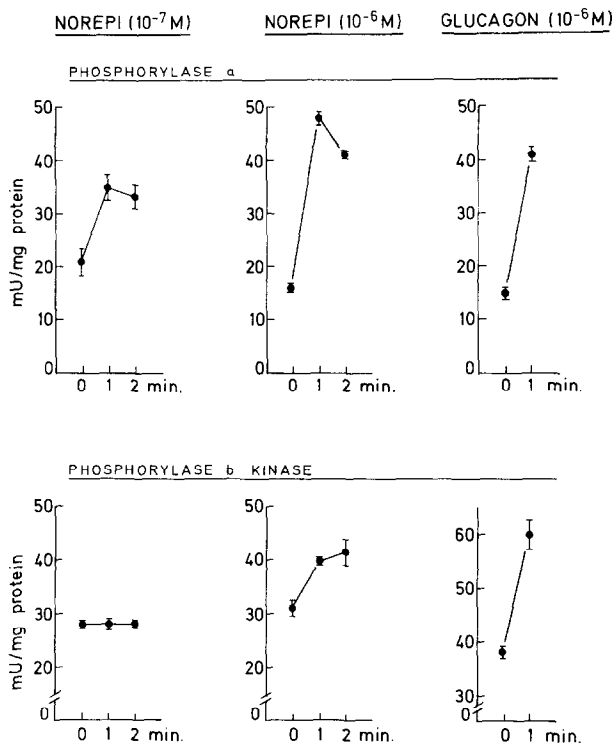 NOREPI (10⁻⁷M) NOREPI (10⁻⁶M) GLUCAGON (10⁻⁶M)
PHOSPHORYLASE a
mU/mg protein
50 50 50
40 40 40
30 30 30
20 20 20
10 10 10
0 0 0
0 1 2 min. 0 1 2 min. 0 1 min.
PHOSPHORYLASE b KINASE
mU/mg protein
50 50 60
40 40 50
30 30 40
20 20 30
0 0 0
0 1 2 min. 0 1 2 min. 0 1 min.